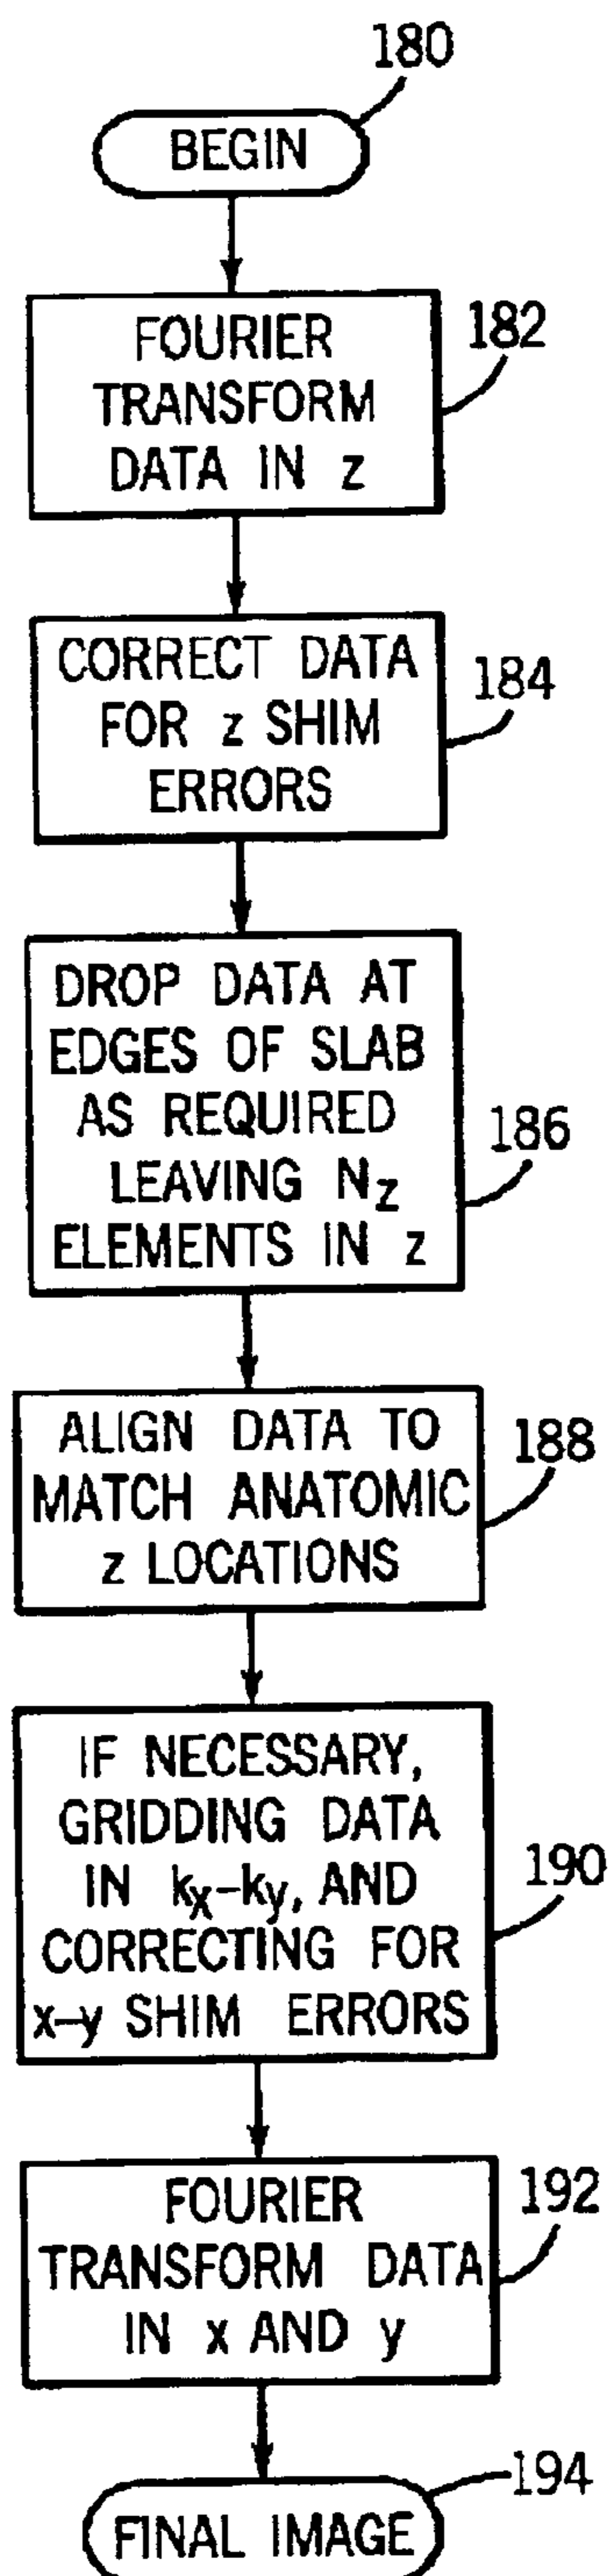 180
BEGIN
182
FOURIER
TRANSFORM
DATA IN z
184
CORRECT DATA
FOR z SHIM
ERRORS
186
DROP DATA AT
EDGES OF SLAB
AS REQUIRED
LEAVING Nz
ELEMENTS IN z
188
ALIGN DATA TO
MATCH ANATOMIC
z LOCATIONS
190
IF NECESSARY,
GRIDDING DATA
IN kx-ky, AND
CORRECTING FOR
x-y SHIM ERRORS
192
FOURIER
TRANSFORM DATA
IN x AND y
194
FINAL IMAGE